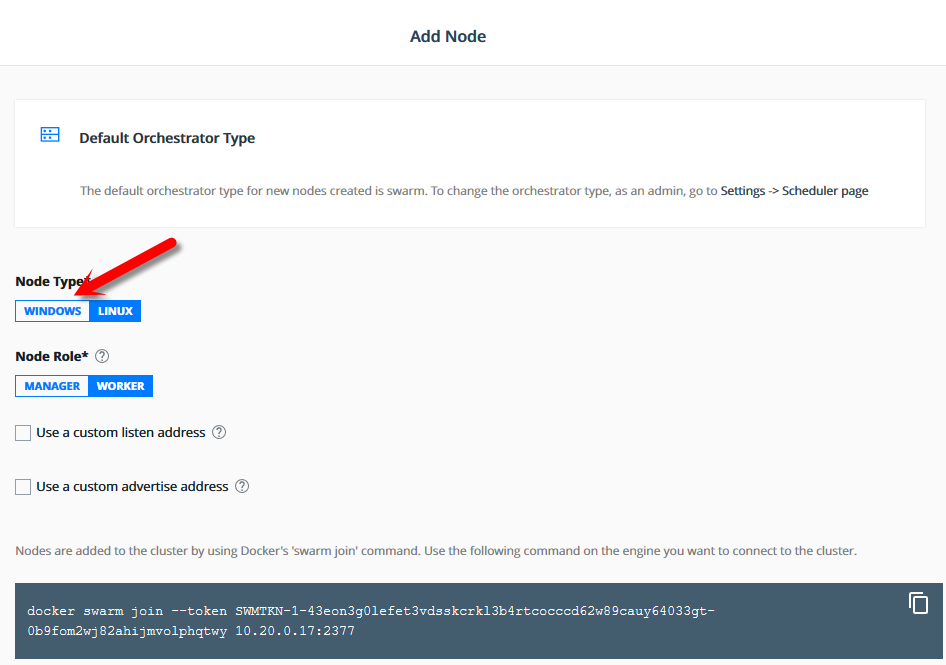 Add Node
Default Orchestrator Type
The default orchestrator type for new nodes created is swarm. To change the orchestrator type, as an admin, go to Settings -> Scheduler page
Node Type*
WINDOWS LINUX
Node Role*
MANAGER WORKER
Use a custom listen address
Use a custom advertise address
Nodes are added to the cluster by using Docker's 'swarm join' command. Use the following command on the engine you want to connect to the cluster.
docker swarm join --token SWMTKN-1-43eon3g0lefet3vdsskcrkl3b4rtcocccd62w89cauy64033gt-
0b9fom2wj82ahijmvolphqtwy 10.20.0.17:2377